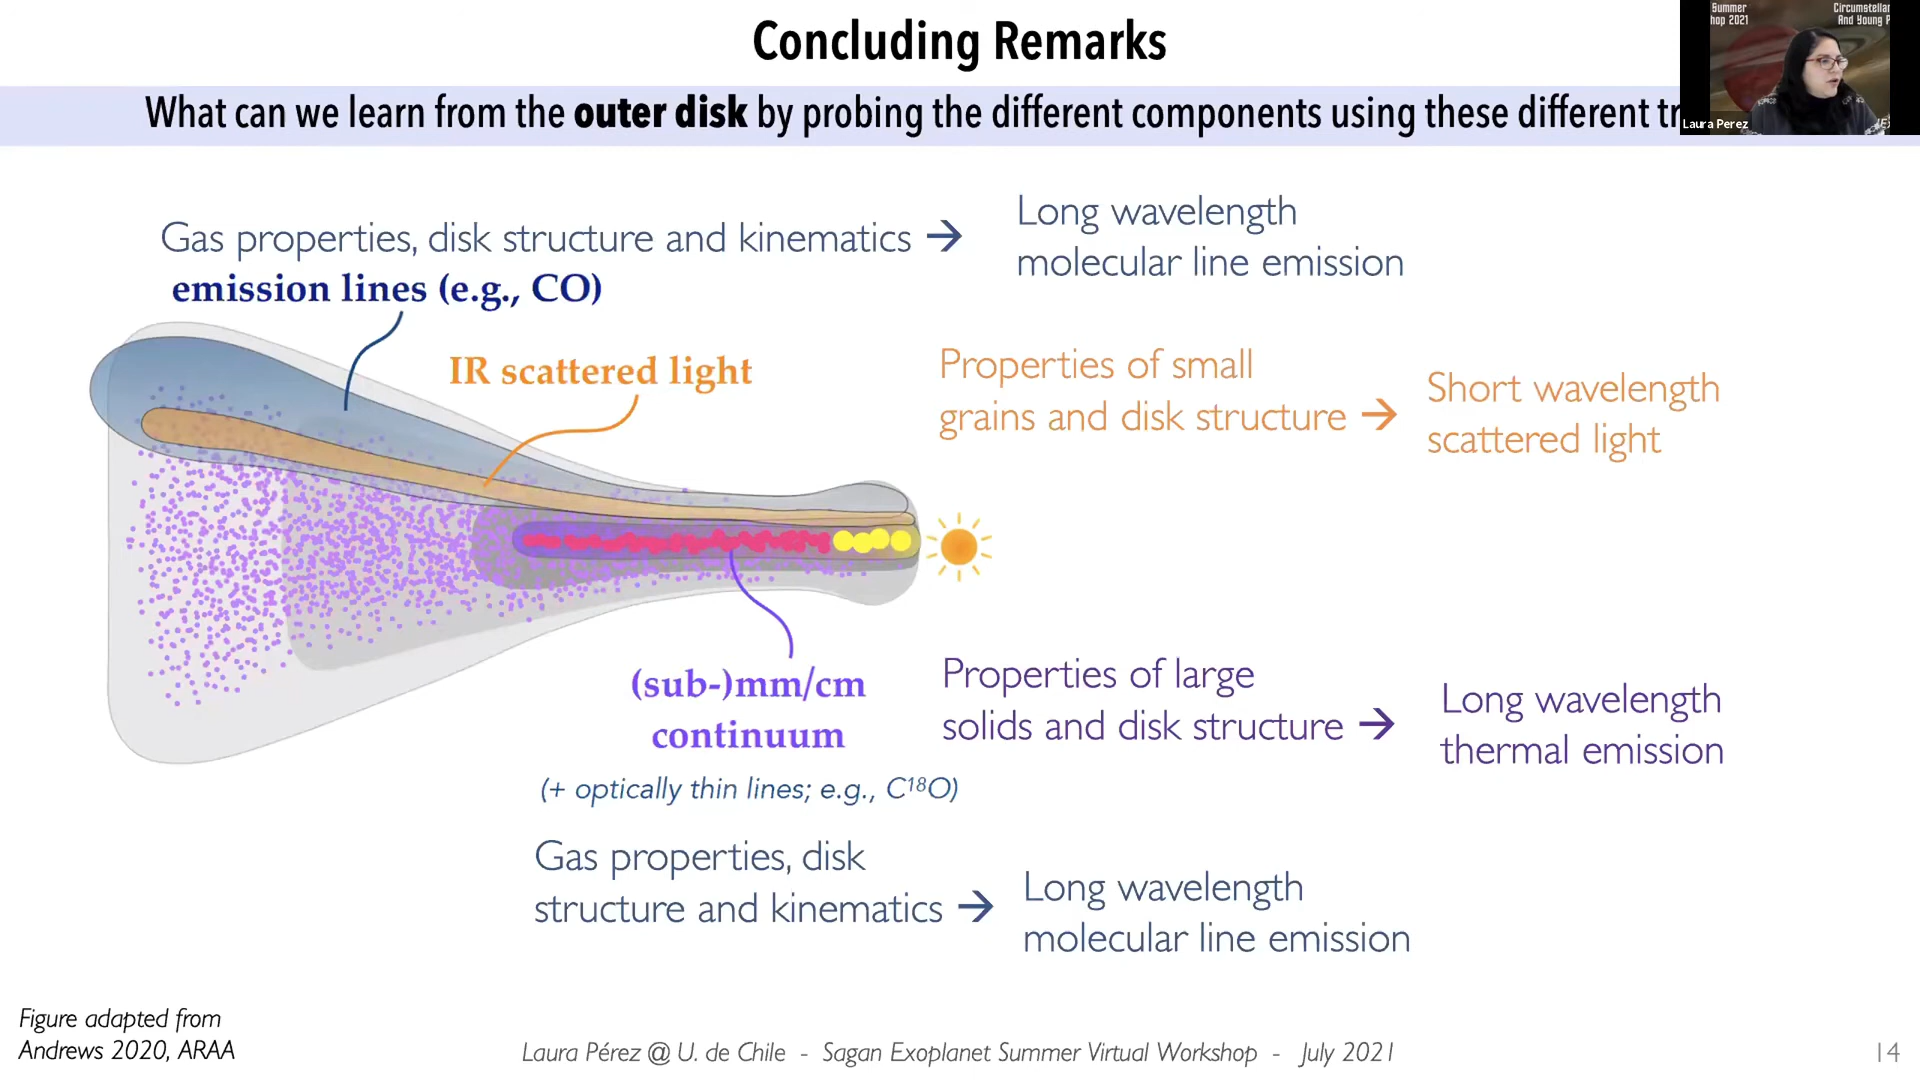 Concluding Remarks
Summer
hop 2021
Circumstellar
And Young P
What can we learn from the outer disk by probing the different components using these different tr
Laura Perez
Gas properties, disk structure and kinematics →
Long wavelength
molecular line emission
emission lines (e.g., CO)
IR scattered light
Properties of small
grains and disk structure →
Short wavelength
scattered light
(sub-)mm/cm
continuum
(+ optically thin lines; e.g., C¹⁸O)
Properties of large
solids and disk structure →
Long wavelength
thermal emission
Gas properties, disk
structure and kinematics →
Long wavelength
molecular line emission
Figure adapted from
Andrews 2020, ARAA
Laura Pérez @ U. de Chile - Sagan Exoplanet Summer Virtual Workshop - July 2021
14